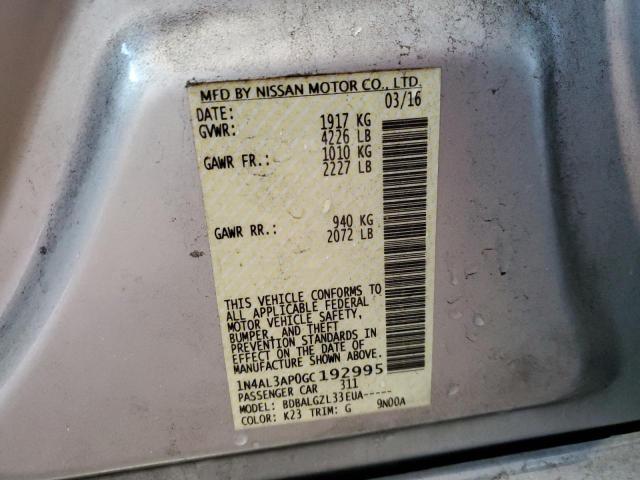 MFD BY NISSAN MOTOR CO., LTD.
DATE: 03/16
GVWR: 1917 KG
4226 LB
GAWR FR.: 1010 KG
2227 LB
GAWR RR.: 940 KG
2072 LB
THIS VEHICLE CONFORMS TO
ALL APPLICABLE FEDERAL
MOTOR VEHICLE SAFETY,
BUMPER, AND THEFT
PREVENTION STANDARDS IN
EFFECT ON THE DATE OF
MANUFACTURE SHOWN ABOVE.
1N4AL3AP0GC192995
PASSENGER CAR 311
MODEL: BDBALGZL33EUA-----
COLOR: K23 TRIM: G 9N00A